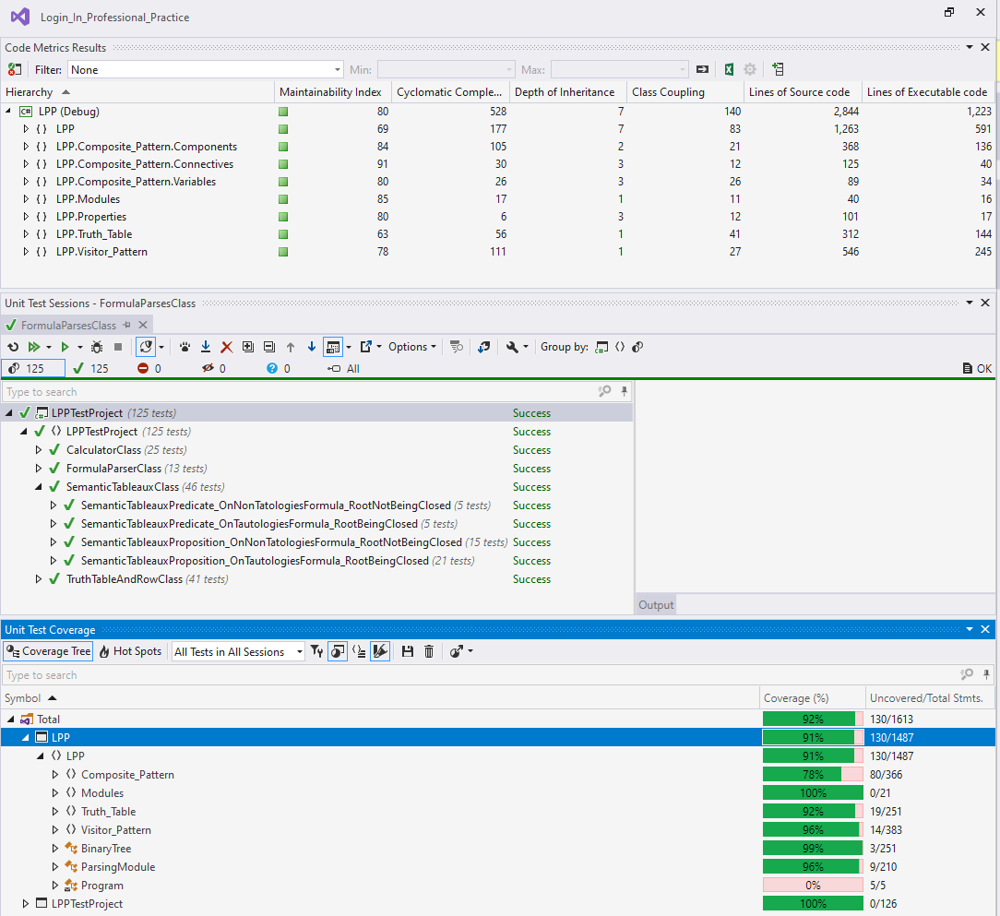 Login_In_Professional_Practice
Code Metrics Results
Filter: None Min: Max:
Hierarchy Maintainability Index Cyclomatic Comple... Depth of Inheritance Class Coupling Lines of Source code Lines of Executable code
C# LPP (Debug) 80 528 7 140 2,844 1,223
{ } LPP 69 177 7 83 1,263 591
{ } LPP.Composite_Pattern.Components 84 105 2 21 368 136
{ } LPP.Composite_Pattern.Connectives 91 30 3 12 125 40
{ } LPP.Composite_Pattern.Variables 80 26 3 26 89 34
{ } LPP.Modules 85 17 1 11 40 16
{ } LPP.Properties 80 6 3 12 101 17
{ } LPP.Truth_Table 63 56 1 41 312 144
{ } LPP.Visitor_Pattern 78 111 1 27 546 245
Unit Test Sessions - FormulaParsesClass
FormulaParsesClass
Options Group by:
125 125 0 0 0 All OK
Type to search
LPPTestProject (125 tests) Success
LPPTestProject (125 tests) Success
CalculatorClass (25 tests) Success
FormulaParserClass (13 tests) Success
SemanticTableauxClass (46 tests) Success
SemanticTableauxPredicate_OnNonTatologiesFormula_RootNotBeingClosed (5 tests) Success
SemanticTableauxPredicate_OnTautologiesFormula_RootBeingClosed (5 tests) Success
SemanticTableauxProposition_OnNonTatologiesFormula_RootNotBeingClosed (15 tests) Success
SemanticTableauxProposition_OnTautologiesFormula_RootBeingClosed (21 tests) Success
TruthTableAndRowClass (41 tests) Success
Output
Unit Test Coverage
Coverage Tree Hot Spots All Tests in All Sessions
Type to search
Symbol Coverage (%) Uncovered/Total Stmts.
Total 92% 130/1613
LPP 91% 130/1487
LPP 91% 130/1487
Composite_Pattern 78% 80/366
Modules 100% 0/21
Truth_Table 92% 19/251
Visitor_Pattern 96% 14/383
BinaryTree 99% 3/251
ParsingModule 96% 9/210
Program 0% 5/5
LPPTestProject 100% 0/126